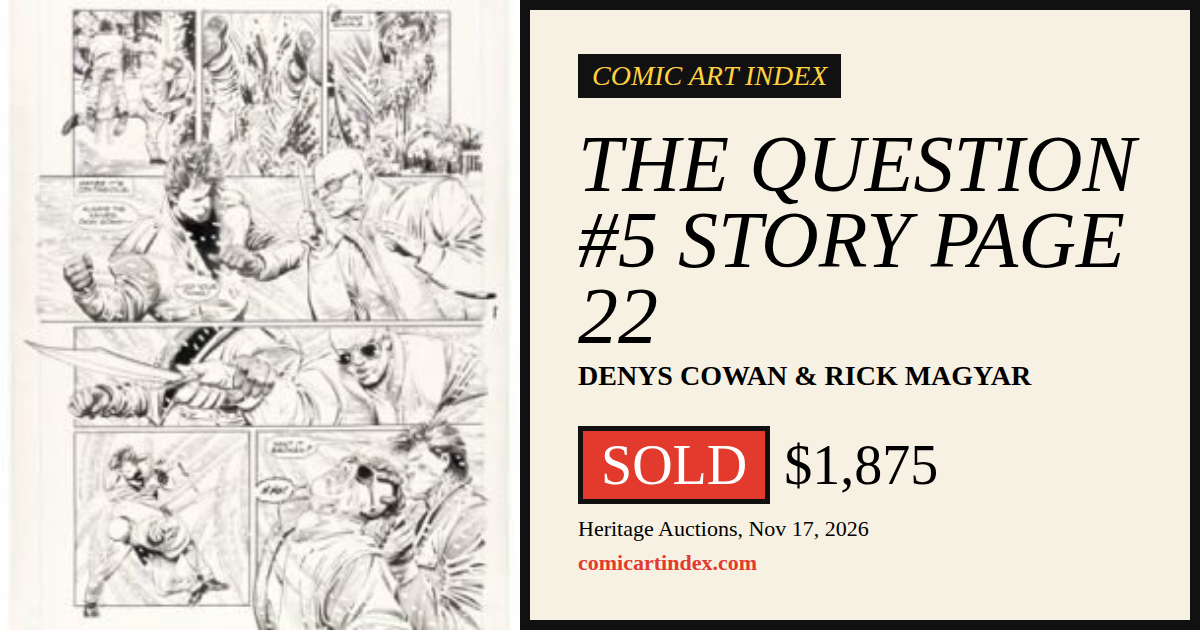 COMIC ART INDEX
THE QUESTION
#5 STORY PAGE
22
DENYS COWAN & RICK MAGYAR
SOLD $1,875
Heritage Auctions, Nov 17, 2026
comicartindex.com